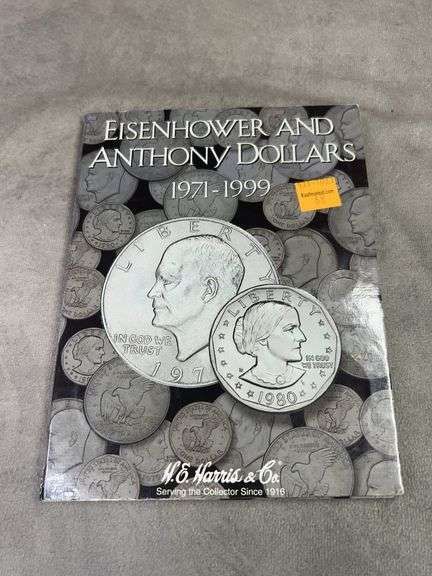 EISENHOWER AND
ANTHONY DOLLARS
1971-1999
LIBERTY
IN GOD WE
TRUST
197
LIBERTY
IN GOD
WE TRUST
1980
H.E. Harris & Co.
Serving the Collector Since 1916